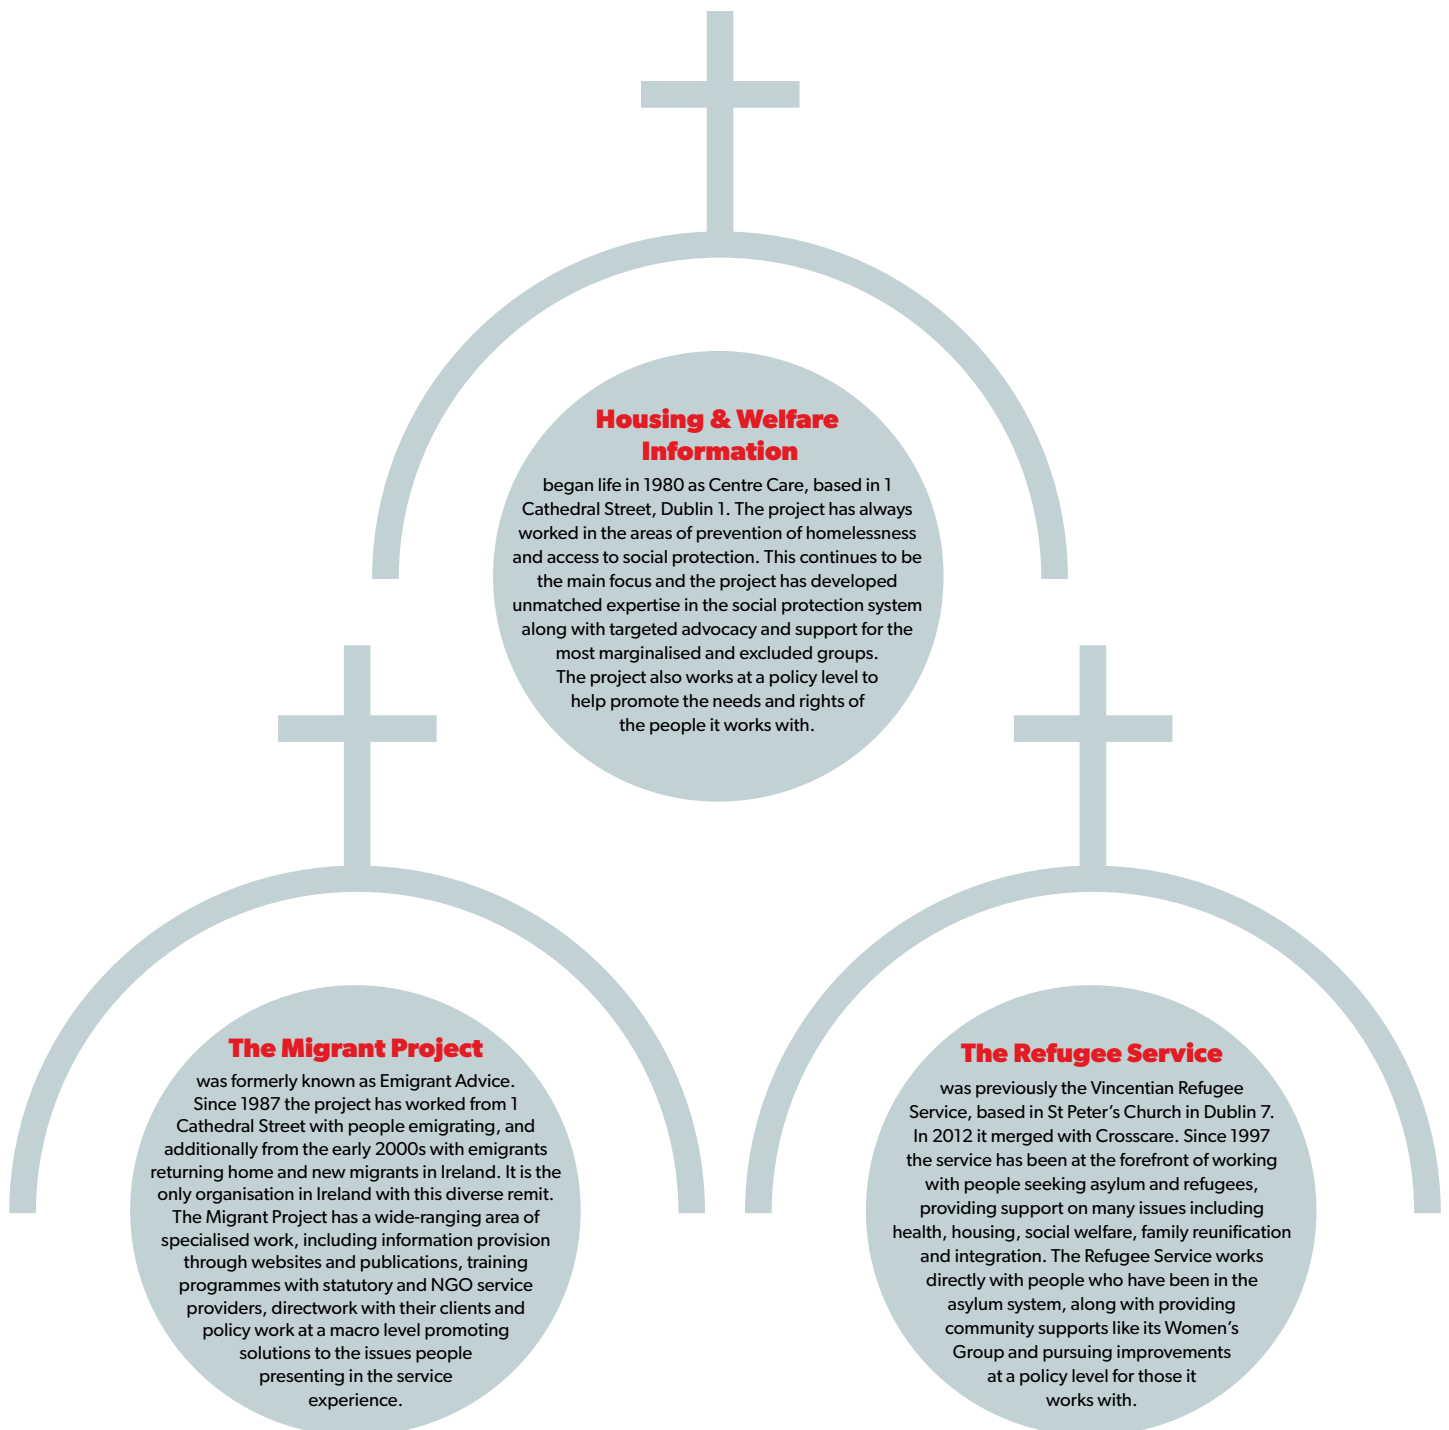 Housing & Welfare
Information
began life in 1980 as Centre Care, based in 1
Cathedral Street, Dublin 1. The project has always
worked in the areas of prevention of homelessness
and access to social protection. This continues to be
the main focus and the project has developed
unmatched expertise in the social protection system
along with targeted advocacy and support for the
most marginalised and excluded groups.
The project also works at a policy level to
help promote the needs and rights of
the people it works with.
The Migrant Project
was formerly known as Emigrant Advice.
Since 1987 the project has worked from 1
Cathedral Street with people emigrating, and
additionally from the early 2000s with emigrants
returning home and new migrants in Ireland. It is the
only organisation in Ireland with this diverse remit.
The Migrant Project has a wide-ranging area of
specialised work, including information provision
through websites and publications, training
programmes with statutory and NGO service
providers, directwork with their clients and
policy work at a macro level promoting
solutions to the issues people
presenting in the service
experience.
The Refugee Service
was previously the Vincentian Refugee
Service, based in St Peter’s Church in Dublin 7.
In 2012 it merged with Crosscare. Since 1997
the service has been at the forefront of working
with people seeking asylum and refugees,
providing support on many issues including
health, housing, social welfare, family reunification
and integration. The Refugee Service works
directly with people who have been in the
asylum system, along with providing
community supports like its Women’s
Group and pursuing improvements
at a policy level for those it
works with.